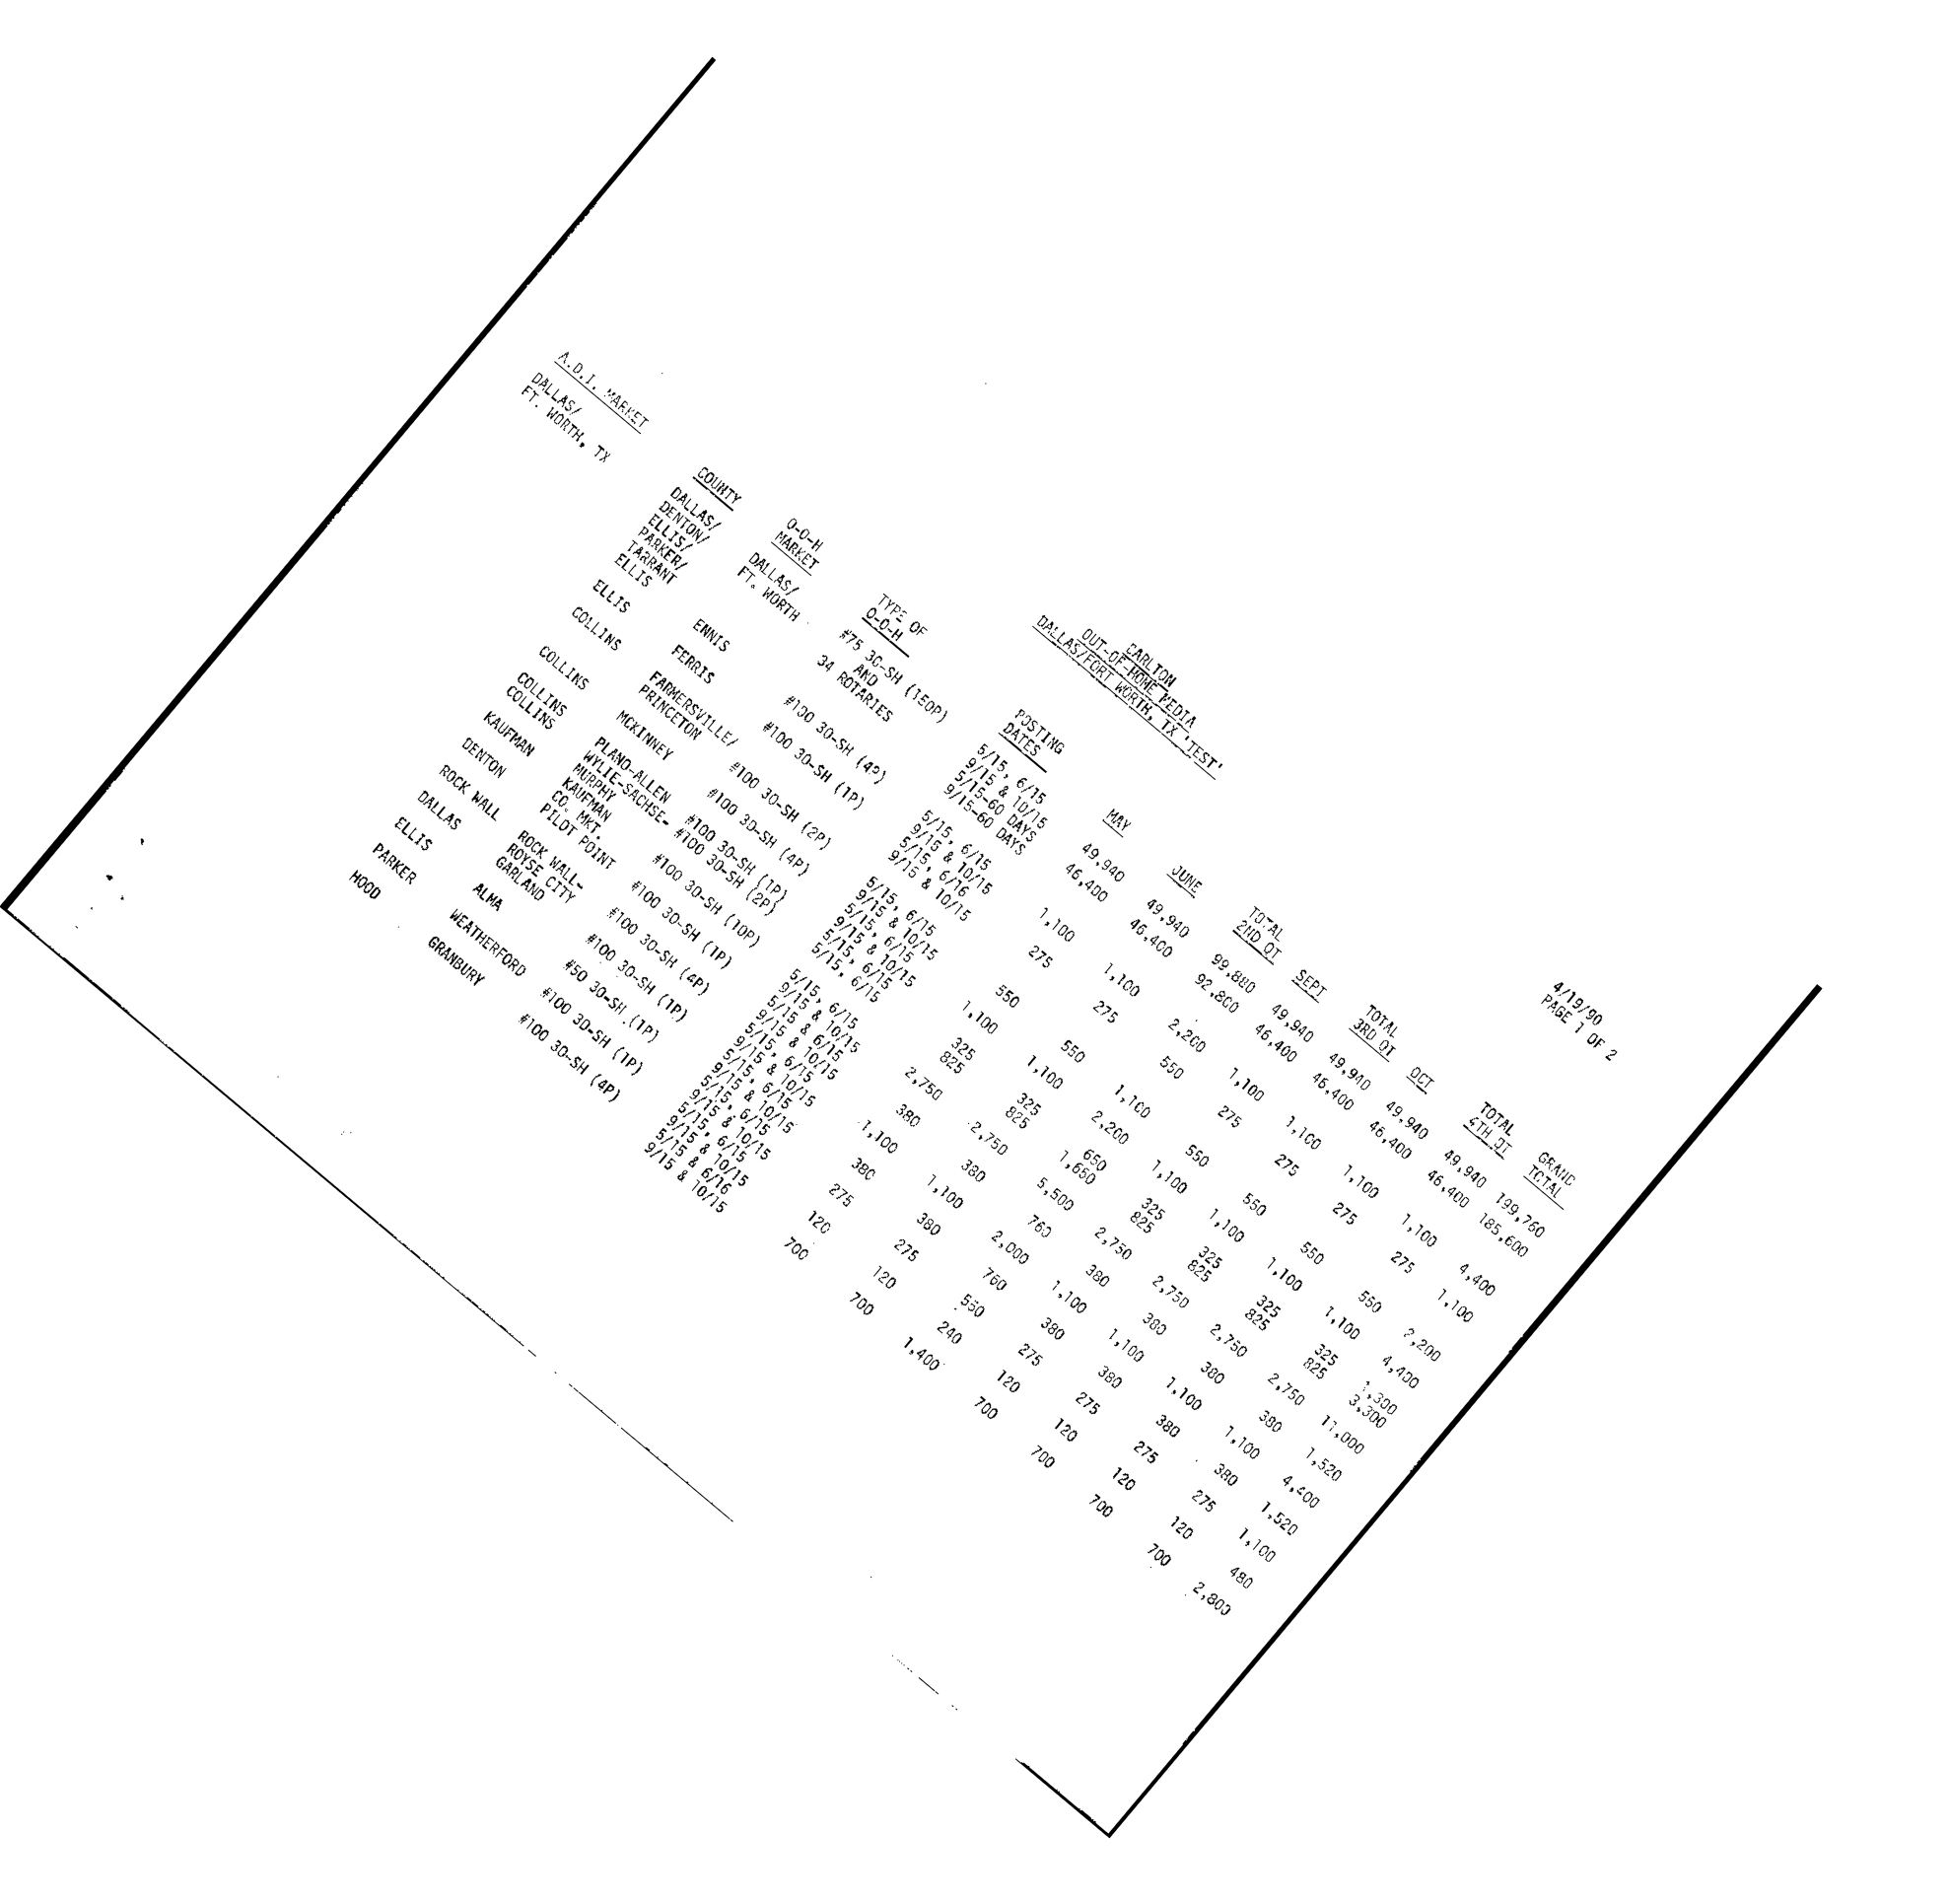 CARLTON
OUT-OF-HOME MEDIA
DALLAS/FORT WORTH, TX 'TEST'
4/19/90
PAGE 1 OF 2
O-O-H TYPE OF POSTING TOTAL TOTAL TOTAL GRAND
A.D.I. MARKET COUNTY MARKET O-O-H DATES MAY JUNE 2ND QT SEPT 3RD QT OCT 4TH QT TOTAL
DALLAS/ DALLAS/ DALLAS/ #75 30-SH (150P) 5/15, 6/15 49,940 49,940 99,880 49,940 49,940 49,940 49,940 199,760
FT. WORTH, TX DENTON/ FT. WORTH AND 9/15 & 10/15
ELLIS/ 34 ROTARIES 5/15-60 DAYS 46,400 46,400 92,800 46,400 46,400 46,400 46,400 185,600
PARKER/ 9/15-60 DAYS
TARRANT
ELLIS ENNIS #100 30-SH (4P) 5/15, 6/15 1,100 1,100 2,200 1,100 1,100 1,100 1,100 4,400
9/15 & 10/15
ELLIS FERRIS #100 30-SH (1P) 5/15, 6/16 275 275 550 275 275 275 275 1,100
9/15 & 10/15
COLLINS FARMERSVILLE/ #100 30-SH (2P) 5/15, 6/15 550 550 1,100 550 550 550 550 2,200
PRINCETON 9/15 & 10/15
COLLINS MCKINNEY #100 30-SH (4P) 5/15, 6/15 1,100 1,100 2,200 1,100 1,100 1,100 1,100 4,400
9/15 & 10/15
COLLINS PLANO-ALLEN #100 30-SH (1P) 5/15, 6/15 325 325 650 325 325 325 325 1,300
COLLINS WYLIE-SACHSE- #100 30-SH (2P) 5/15, 6/15 825 825 1,650 825 825 825 825 3,300
MURPHY
KAUFMAN KAUFMAN #100 30-SH (10P) 5/15, 6/15 2,750 2,750 5,500 2,750 2,750 2,750 2,750 11,000
CO. MKT. 9/15 & 10/15
DENTON PILOT POINT #100 30-SH (1P) 5/15 & 6/15 380 380 760 380 380 380 380 1,520
9/15 & 10/15
ROCK WALL ROCK WALL- #100 30-SH (4P) 5/15, 6/15 1,100 1,100 2,000 1,100 1,100 1,100 1,100 4,400
ROYSE CITY 9/15 & 10/15
DALLAS GARLAND #100 30-SH (1P) 5/15, 6/15 380 380 760 380 380 380 380 1,520
9/15 & 10/15
ELLIS ALMA #50 30-SH (1P) 5/15, 6/15 275 275 550 275 275 275 275 1,100
9/15 & 10/15
PARKER WEATHERFORD #100 30-SH (1P) 5/15, 6/15 120 120 240 120 120 120 120 480
9/15 & 10/15
HOOD GRANBURY #100 30-SH (4P) 5/15 & 6/16 700 700 1,400 700 700 700 700 2,800
9/15 & 10/15